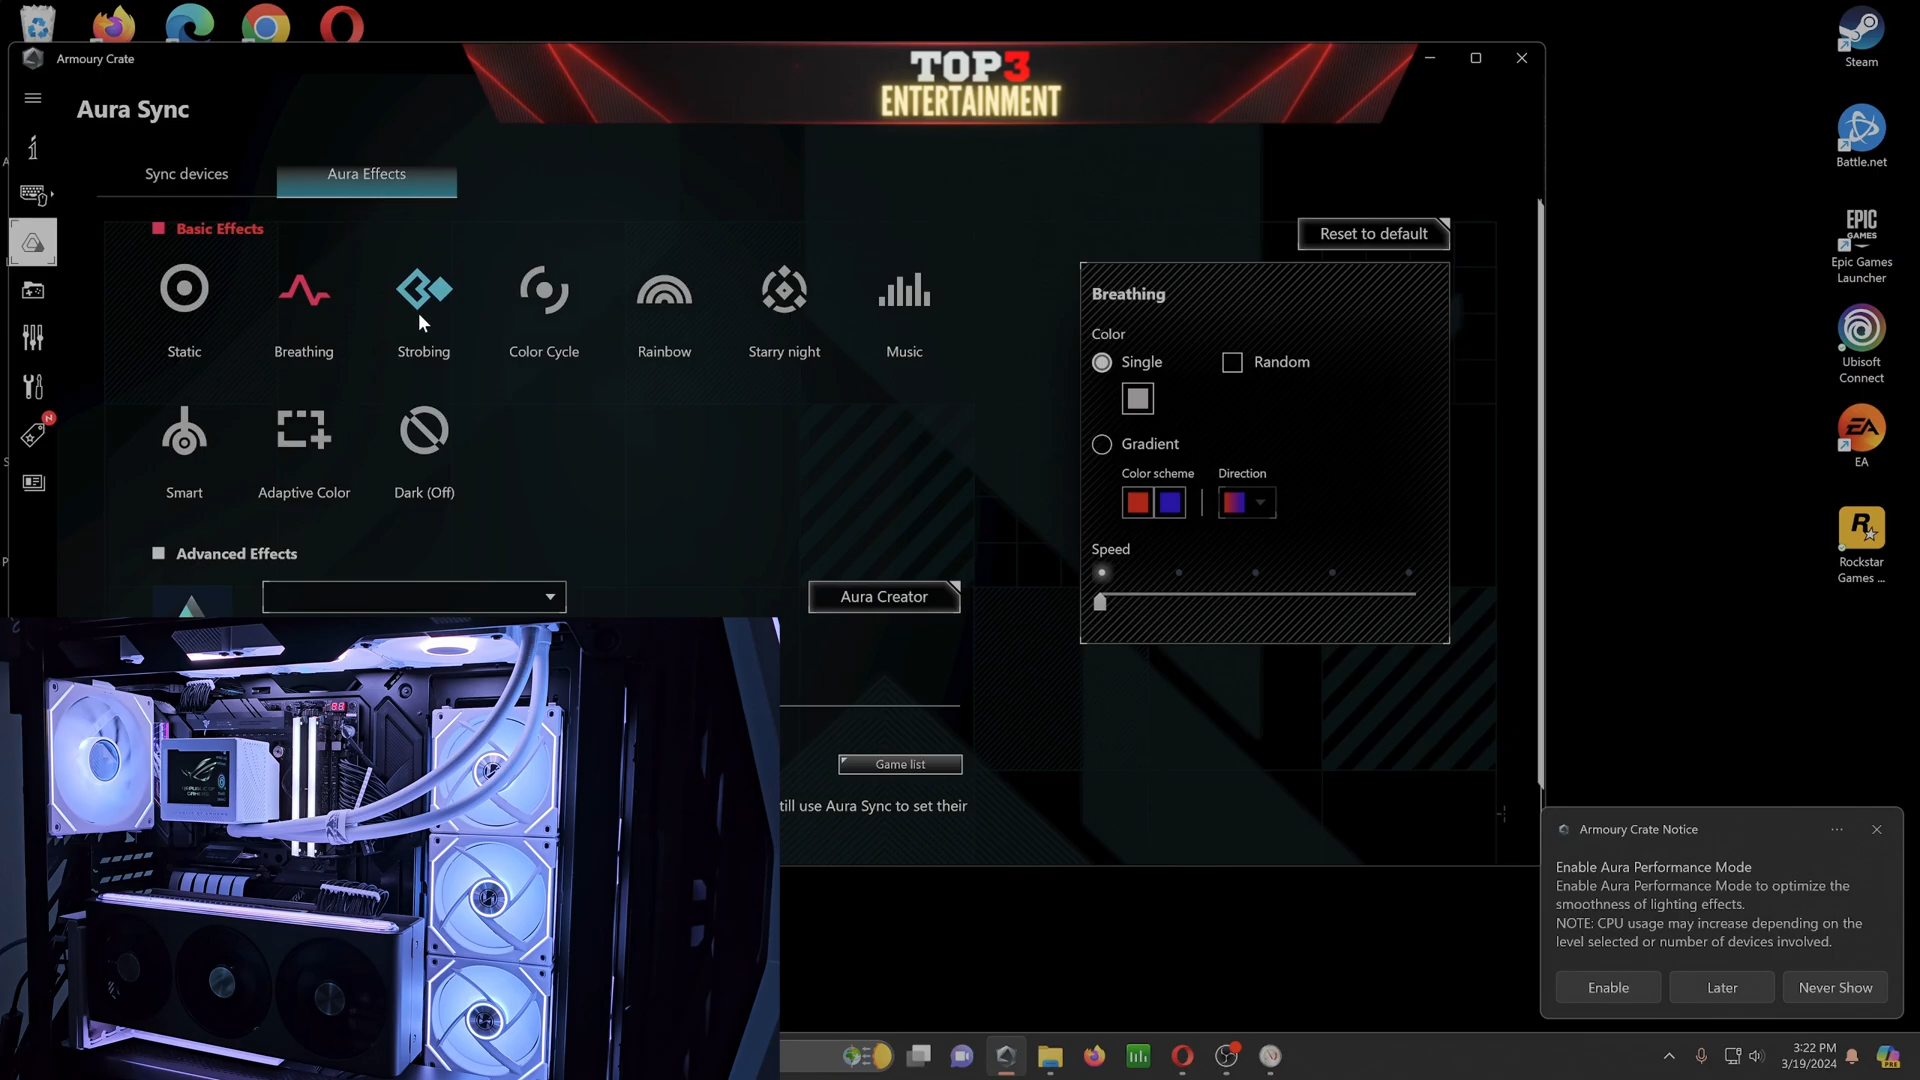 Armoury Crate
TOP3
ENTERTAINMENT
Aura Sync
Sync devices
Aura Effects
Basic Effects
Reset to default
Static
Breathing
Strobing
Color Cycle
Rainbow
Starry night
Music
Smart
Adaptive Color
Dark (Off)
Advanced Effects
Aura Creator
Game list
till use Aura Sync to set their
Breathing
Color
Single
Random
Gradient
Color scheme
Direction
Speed
Steam
Battle.net
EPIC
GAMES
Epic Games
Launcher
Ubisoft
Connect
EA
EA
R
Rockstar
Games ...
N
88
Armoury Crate Notice
Enable Aura Performance Mode
Enable Aura Performance Mode to optimize the
smoothness of lighting effects.
NOTE: CPU usage may increase depending on the
level selected or number of devices involved.
Enable
Later
Never Show
3:22 PM
3/19/2024
PRE